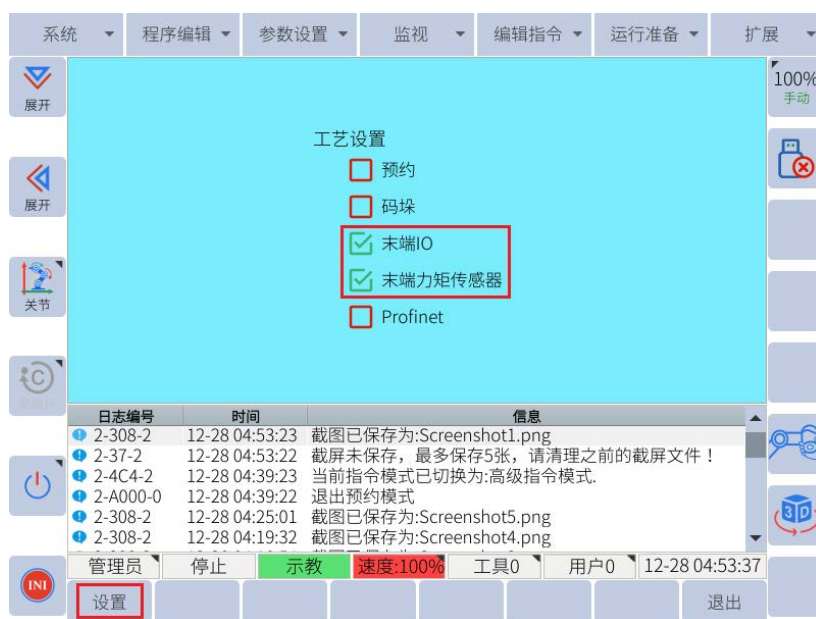 系统 程序编辑 参数设置 监视 编辑指令 运行准备 扩展
展开
100%
手动
工艺设置
预约
码垛
展开
末端IO
末端力矩传感器
关节
Profinet
日志编号 时间 信息
2-308-2 12-28 04:53:23 截图已保存为:Screenshot1.png
2-37-2 12-28 04:53:22 截屏未保存，最多保存5张，请清理之前的截屏文件！
2-4C4-2 12-28 04:39:23 当前指令模式已切换为:高级指令模式.
2-A000-0 12-28 04:39:22 退出预约模式
2-308-2 12-28 04:25:01 截图已保存为:Screenshot5.png
2-308-2 12-28 04:19:32 截图已保存为:Screenshot4.png
3D
管理员 停止 示教 速度:100% 工具0 用户0 12-28 04:53:37
INI
设置 退出